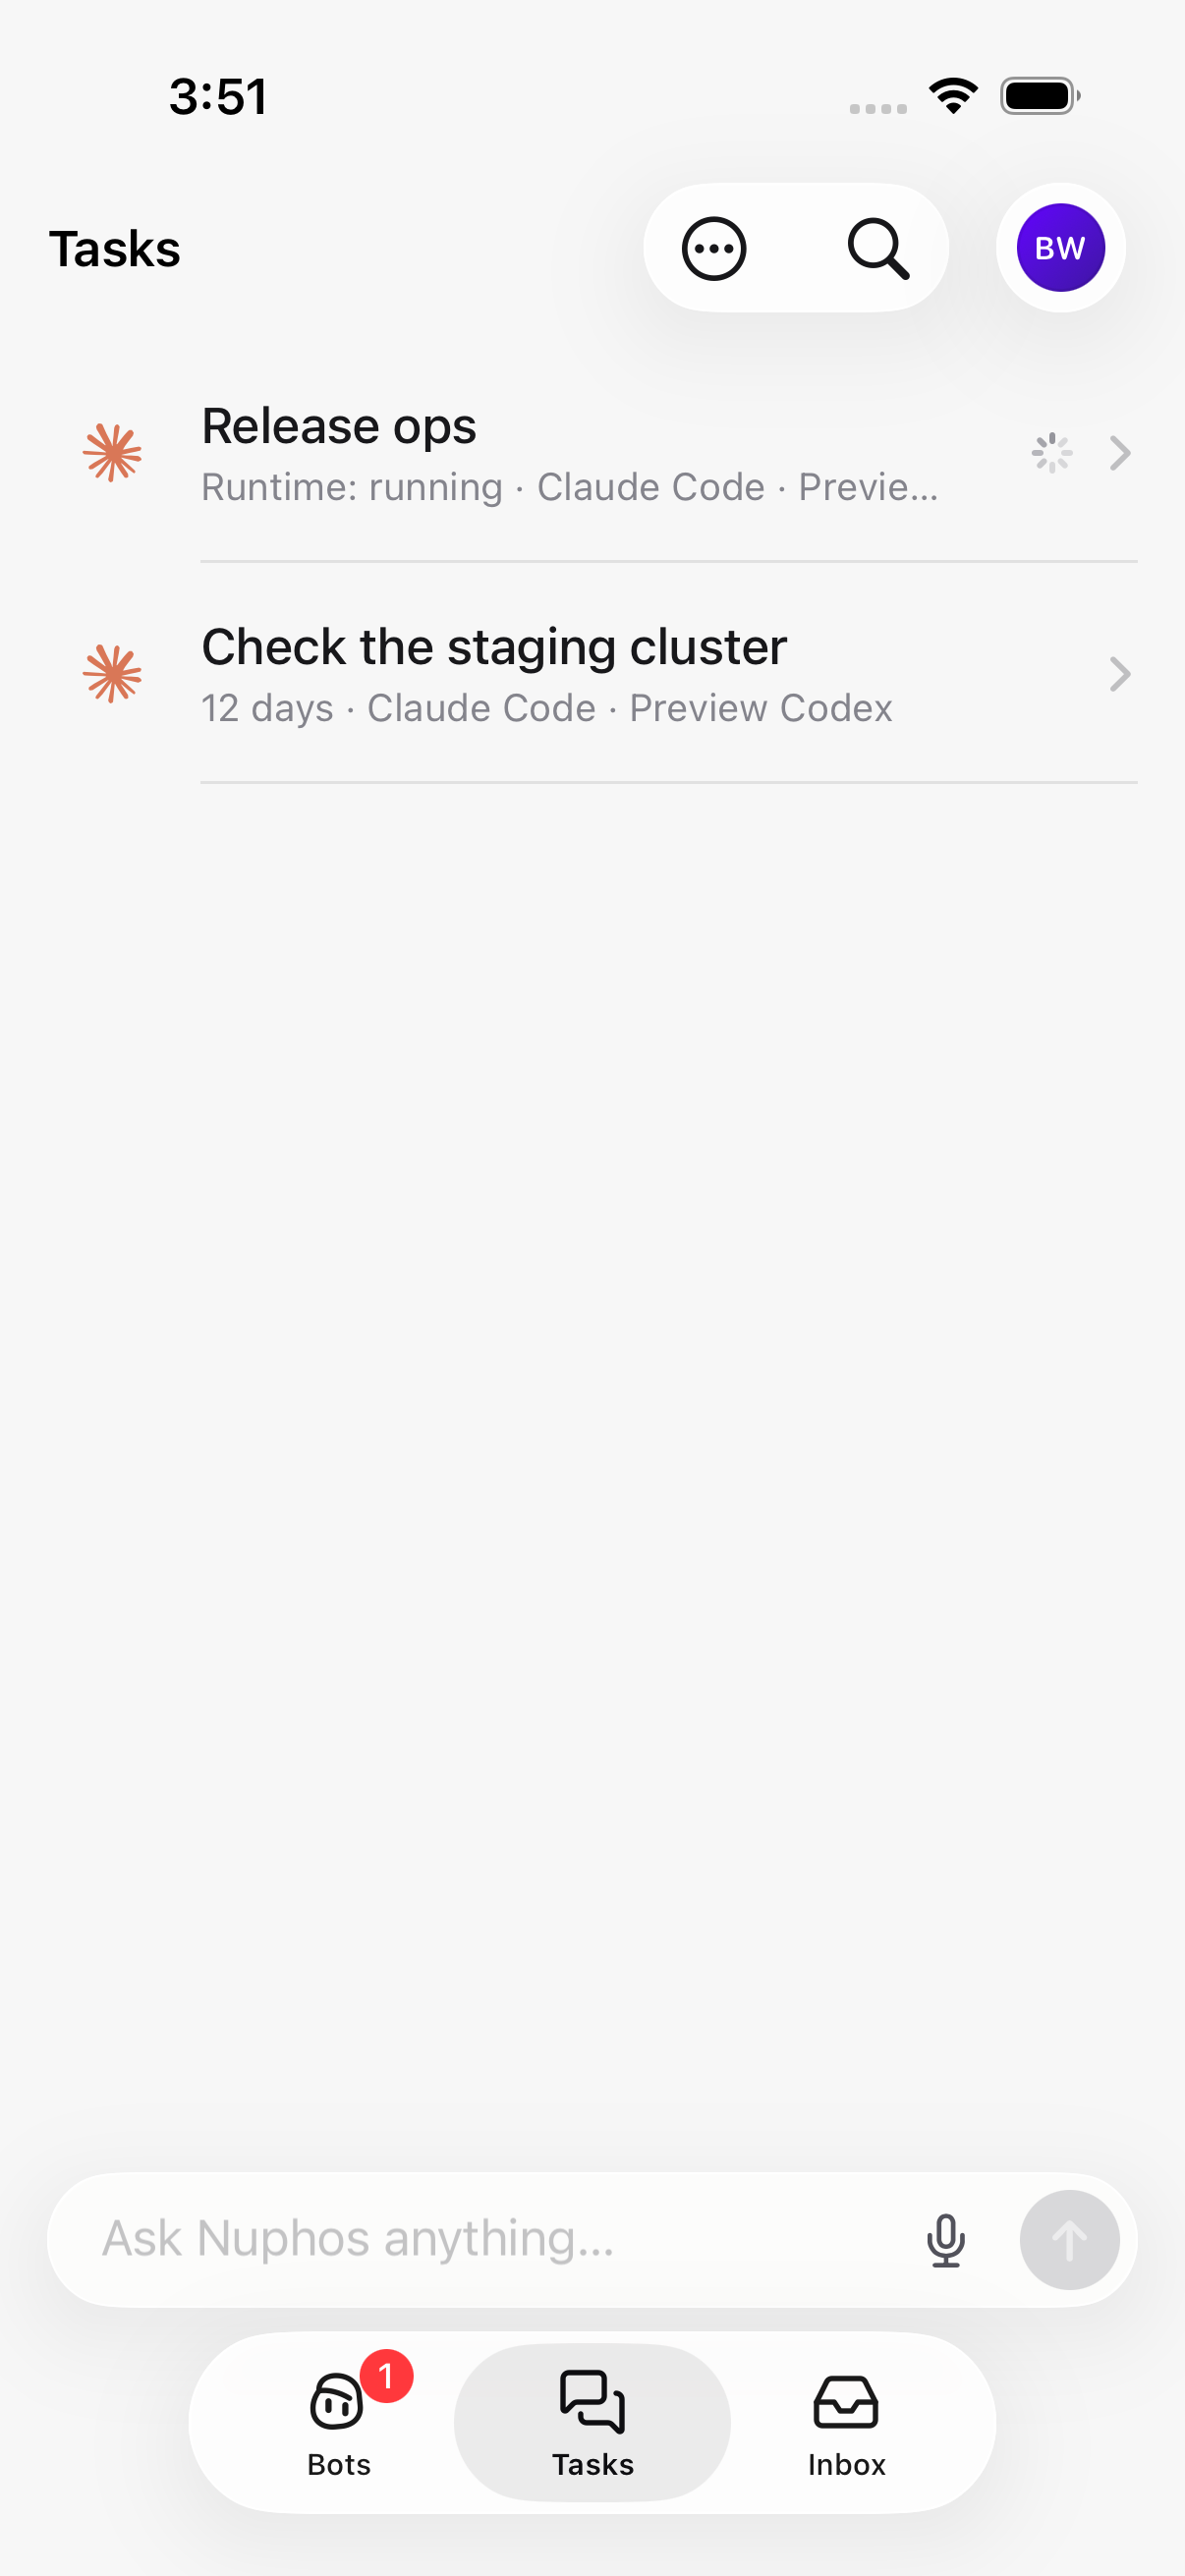 3:51
Tasks
BW
Release ops
Runtime: running · Claude Code · Previe...
Check the staging cluster
12 days · Claude Code · Preview Codex
Ask Nuphos anything...
1
Bots
Tasks
Inbox